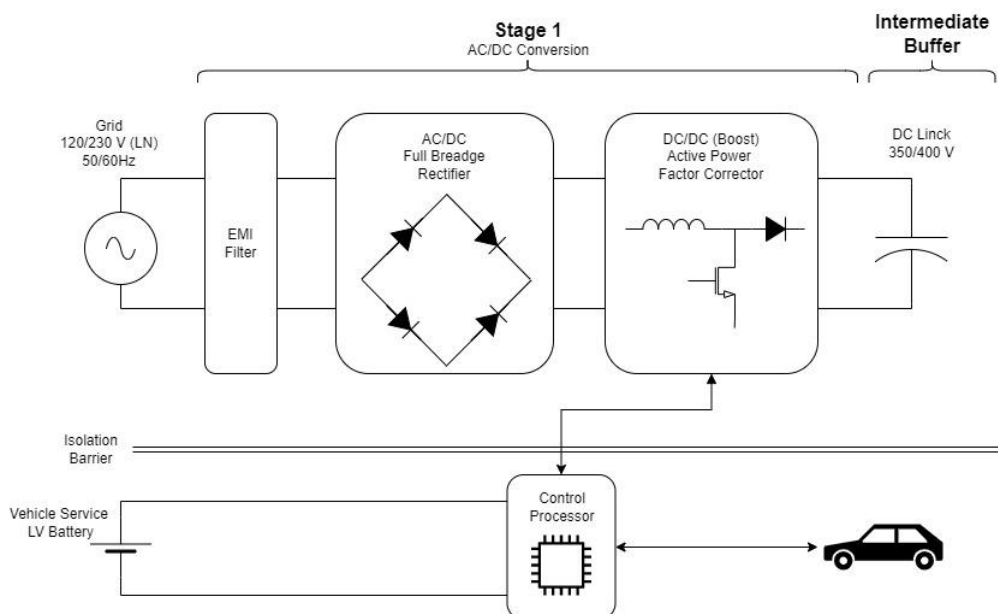 Stage 1
AC/DC Conversion
Intermediate
Buffer
Grid
120/230 V (LN)
50/60Hz
EMI
Filter
AC/DC
Full Breadge
Rectifier
DC/DC (Boost)
Active Power
Factor Corrector
DC Linck
350/400 V
Isolation
Barrier
Vehicle Service
LV Battery
Control
Processor